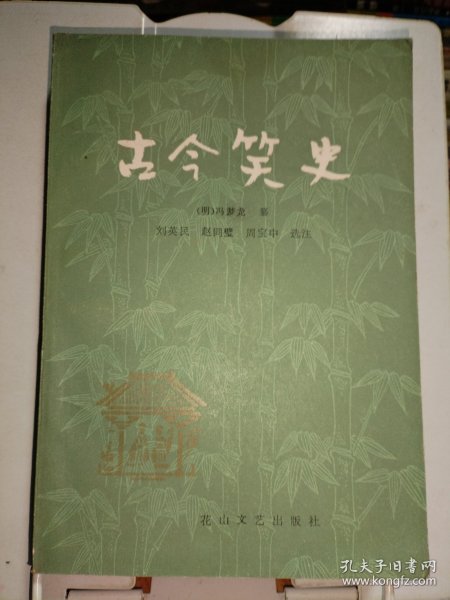 古今笑史
(明)冯梦龙 纂
刘英民 赵同璧 周宝中 选注
花山文艺出版社
孔夫子旧书网
www.kongfz.com